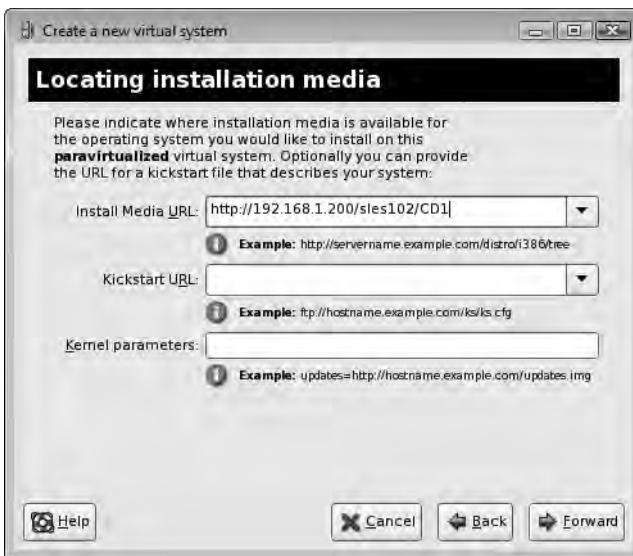 Create a new virtual system
Locating installation media
Please indicate where installation media is available for
the operating system you would like to install on this
paravirtualized virtual system. Optionally you can provide
the URL for a kickstart file that describes your system:
Install Media URL: http://192.168.1.200/sles102/CD1
Example: http://servername.example.com/distro/i386/tree
Kickstart URL:
Example: ftp://hostname.example.com/ks/ks.cfg
Kernel parameters:
Example: updates=http://hostname.example.com/updates.img
Help Cancel Back Forward